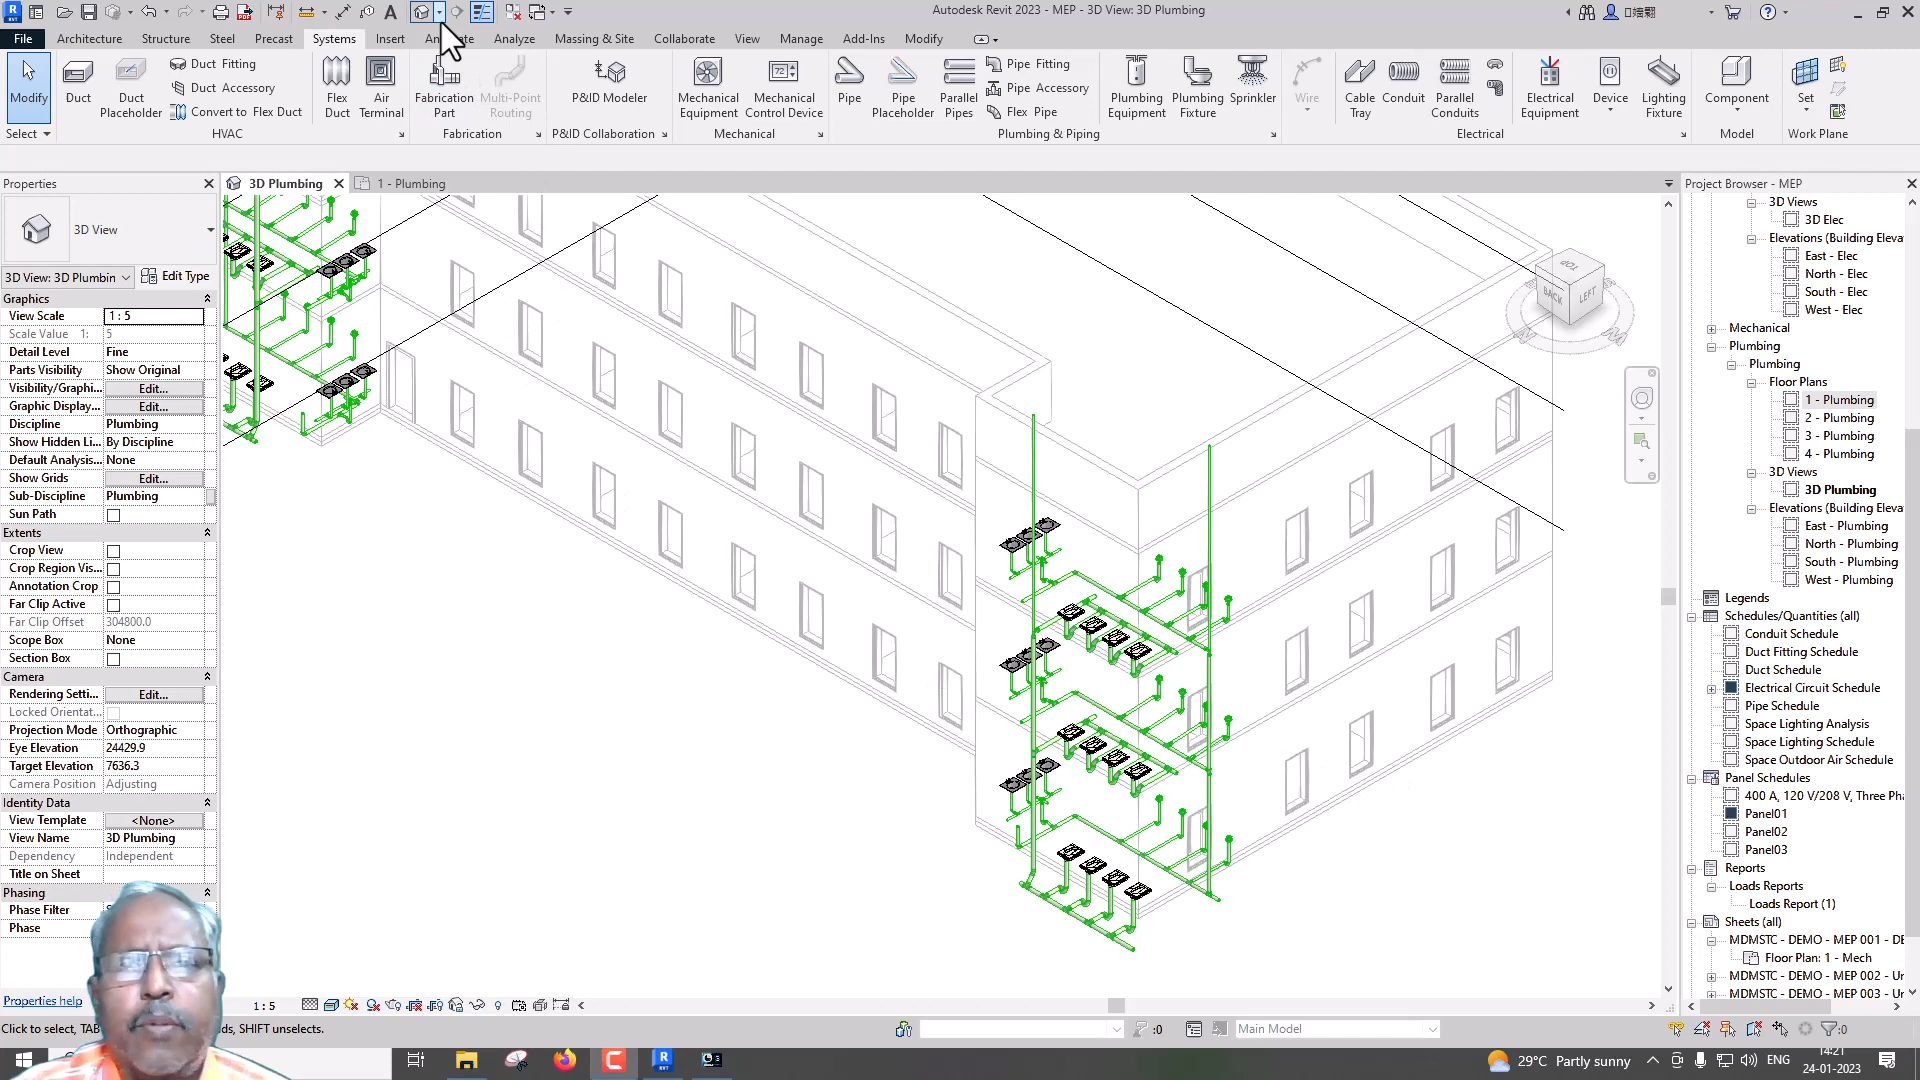 Autodesk Revit 2023 - MEP - 3D View: 3D Plumbing
File Architecture Structure Steel Precast Systems Insert Analyze Massing & Site Collaborate View Manage Add-Ins Modify
Modify
Select
Duct
Duct Placeholder
Duct Fitting
Duct Accessory
Convert to Flex Duct
Flex Duct
Air Terminal
HVAC
Fabrication Part
Multi-Point Routing
Fabrication
P&ID Modeler
P&ID Collaboration
Mechanical Equipment
Mechanical Control Device
Mechanical
Pipe
Pipe Placeholder
Parallel Pipes
Pipe Fitting
Pipe Accessory
Flex Pipe
Plumbing Equipment
Plumbing Fixture
Sprinkler
Plumbing & Piping
Wire
Cable Tray
Conduit
Parallel Conduits
Electrical Equipment
Device
Lighting Fixture
Electrical
Component
Model
Set
Work Plane
Properties
3D Plumbing
1 - Plumbing
3D View
3D View: 3D Plumbin
Edit Type
Graphics
View Scale 1 : 5
Scale Value 1: 5
Detail Level Fine
Parts Visibility Show Original
Visibility/Graphi... Edit...
Graphic Display... Edit...
Discipline Plumbing
Show Hidden Li... By Discipline
Default Analysis... None
Show Grids Edit...
Sub-Discipline Plumbing
Sun Path
Extents
Crop View
Crop Region Vis...
Annotation Crop
Far Clip Active
Far Clip Offset 304800.0
Scope Box None
Section Box
Camera
Rendering Setti... Edit...
Locked Orientat...
Projection Mode Orthographic
Eye Elevation 24429.9
Target Elevation 7636.3
Camera Position Adjusting
Identity Data
View Template <None>
View Name 3D Plumbing
Dependency Independent
Title on Sheet
Phasing
Phase Filter
Phase
Properties help
TOP
BACK
LEFT
1 : 5
Project Browser - MEP
3D Views
3D Elec
Elevations (Building Eleva
East - Elec
North - Elec
South - Elec
West - Elec
Mechanical
Plumbing
Plumbing
Floor Plans
1 - Plumbing
2 - Plumbing
3 - Plumbing
4 - Plumbing
3D Views
3D Plumbing
Elevations (Building Eleva
East - Plumbing
North - Plumbing
South - Plumbing
West - Plumbing
Legends
Schedules/Quantities (all)
Conduit Schedule
Duct Fitting Schedule
Duct Schedule
Electrical Circuit Schedule
Pipe Schedule
Space Lighting Analysis
Space Lighting Schedule
Space Outdoor Air Schedule
Panel Schedules
400 A, 120 V/208 V, Three Pha
Panel01
Panel02
Panel03
Reports
Loads Reports
Loads Report (1)
Sheets (all)
MDMSTC - DEMO - MEP 001 - DE
Floor Plan: 1 - Mech
MDMSTC - DEMO - MEP 002 - Ur
MDMSTC - DEMO - MEP 003 - Ur
Click to select, TAB ds, SHIFT unselects.
:0
Main Model
:0
29°C Partly sunny
ENG
14:21
24-01-2023